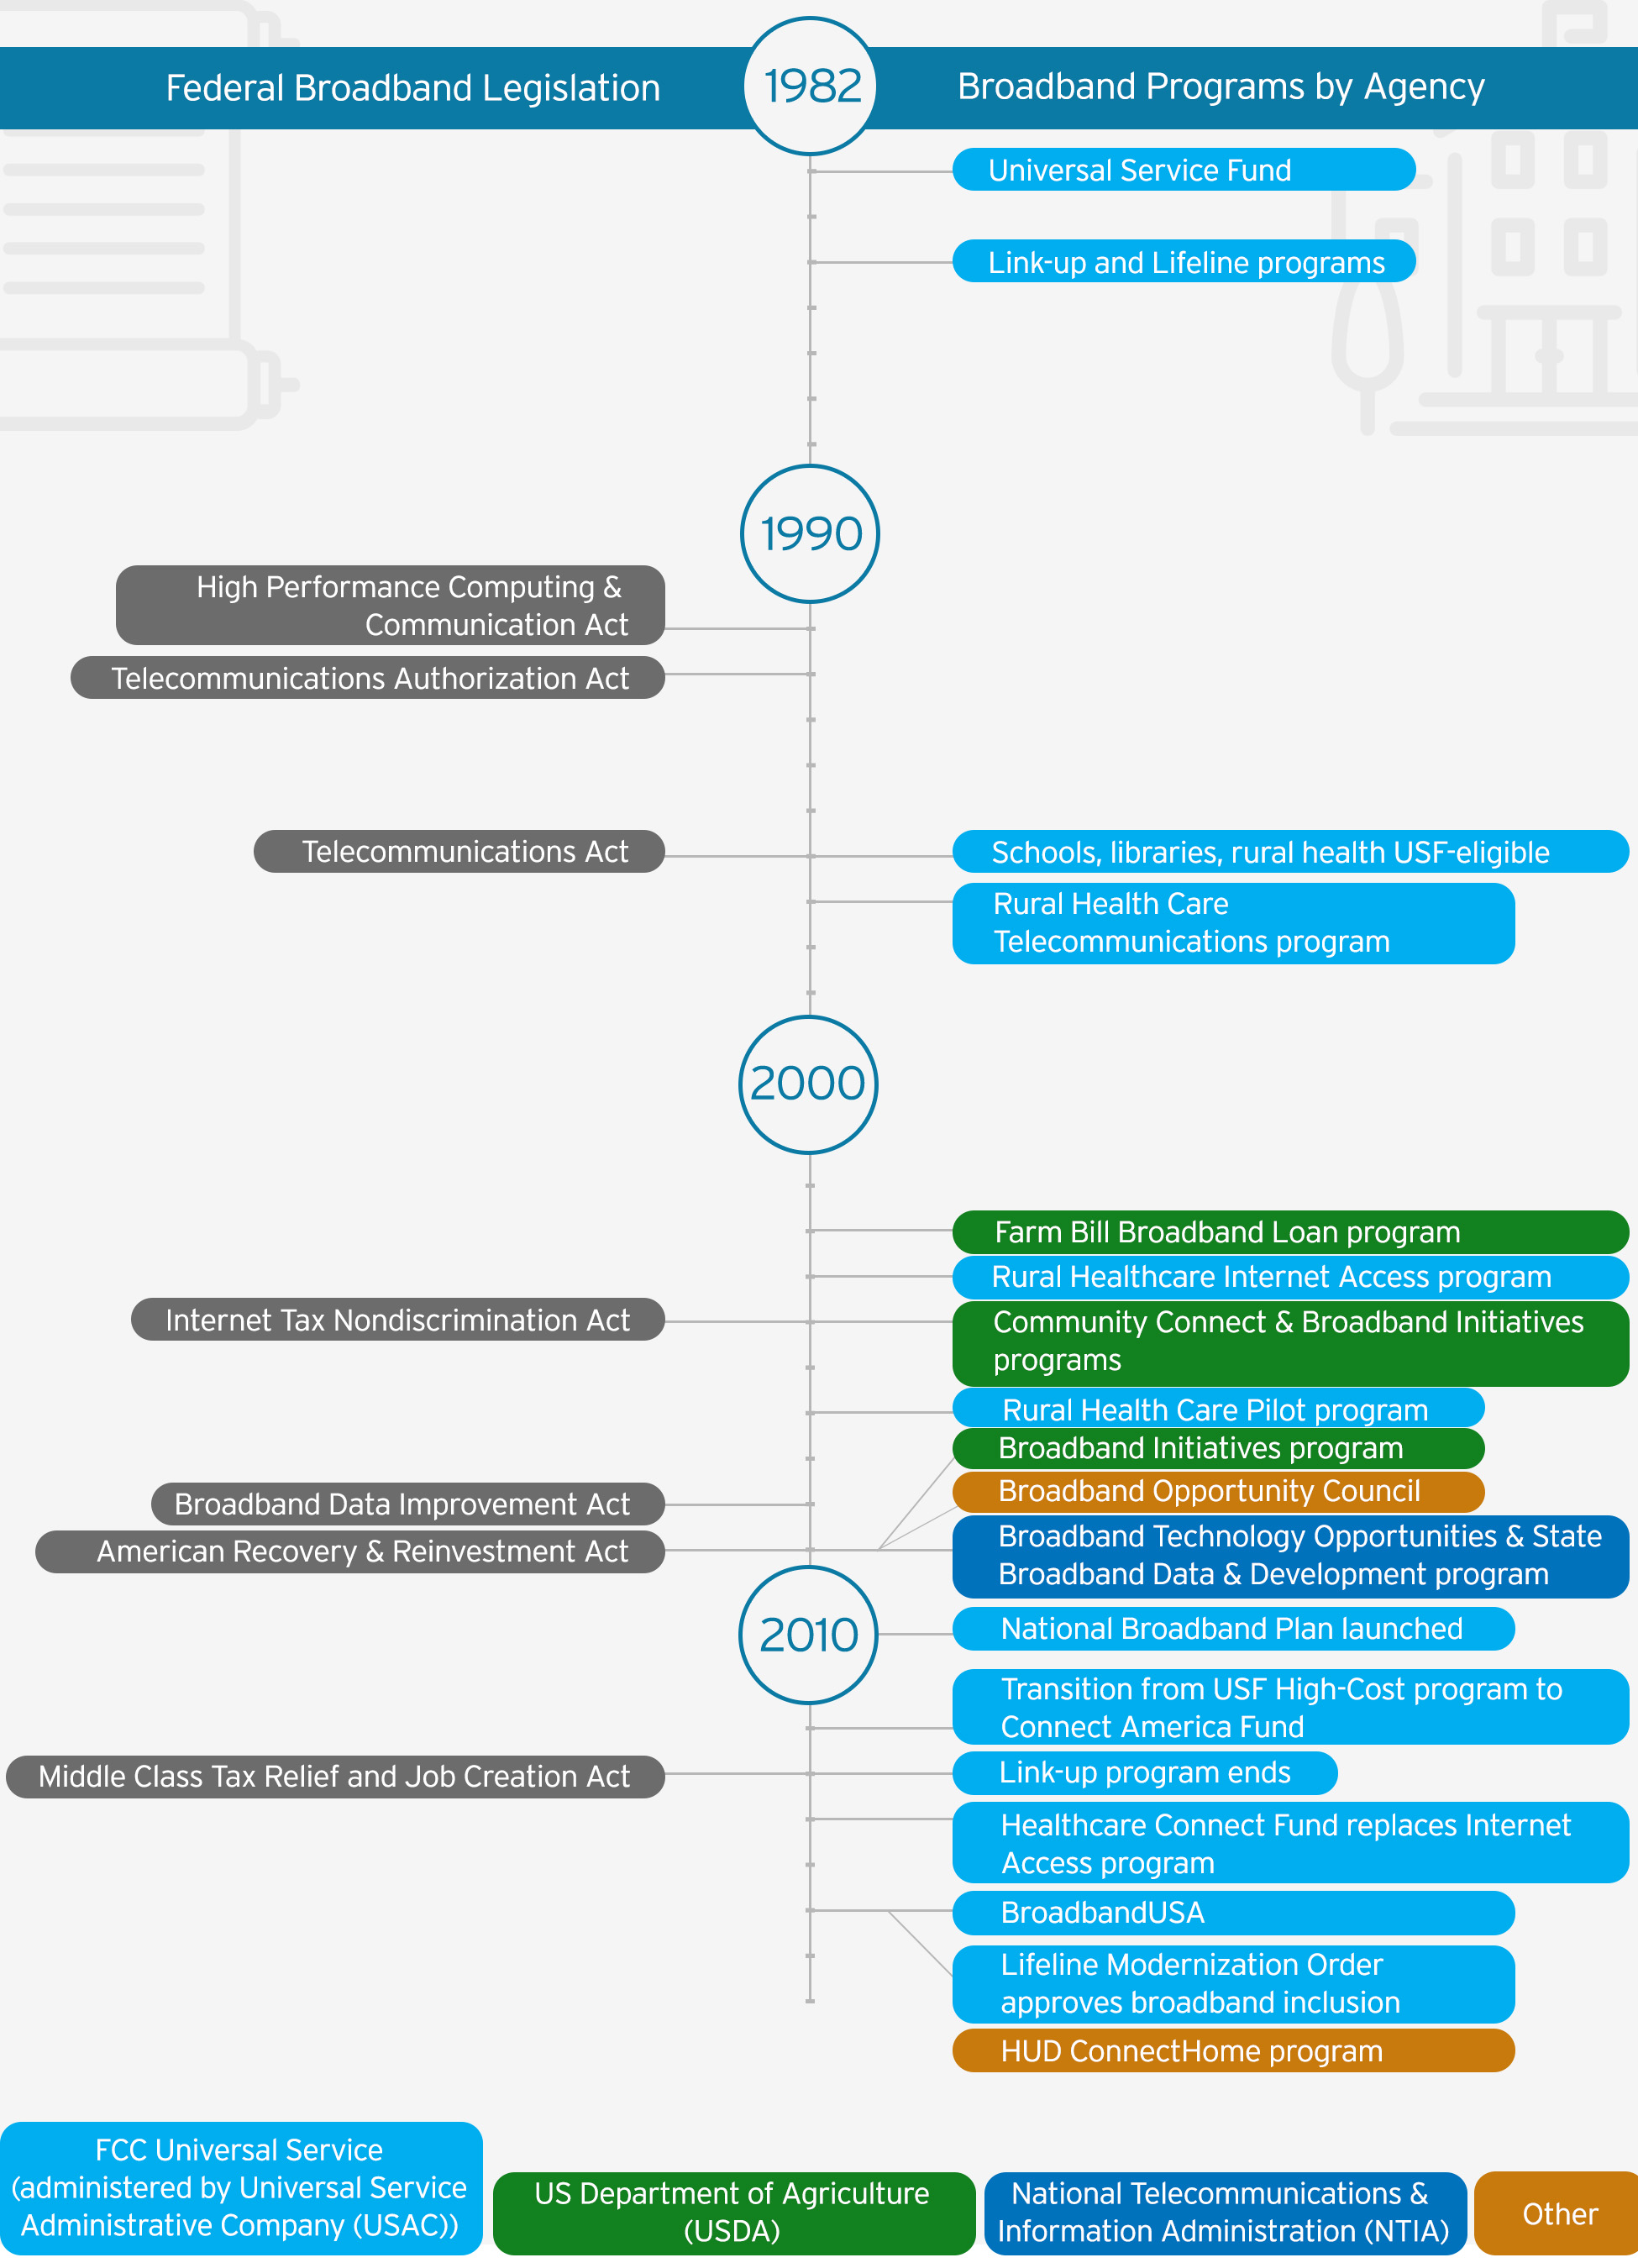 Federal Broadband Legislation
1982
Broadband Programs by Agency
Universal Service Fund
Link-up and Lifeline programs
1990
High Performance Computing &
Communication Act
Telecommunications Authorization Act
Telecommunications Act
Schools, libraries, rural health USF-eligible
Rural Health Care
Telecommunications program
2000
Farm Bill Broadband Loan program
Rural Healthcare Internet Access program
Internet Tax Nondiscrimination Act
Community Connect & Broadband Initiatives
programs
Rural Health Care Pilot program
Broadband Initiatives program
Broadband Opportunity Council
Broadband Data Improvement Act
American Recovery & Reinvestment Act
Broadband Technology Opportunities & State
Broadband Data & Development program
2010
National Broadband Plan launched
Transition from USF High-Cost program to
Connect America Fund
Middle Class Tax Relief and Job Creation Act
Link-up program ends
Healthcare Connect Fund replaces Internet
Access program
BroadbandUSA
Lifeline Modernization Order
approves broadband inclusion
HUD ConnectHome program
FCC Universal Service
(administered by Universal Service
Administrative Company (USAC))
US Department of Agriculture
(USDA)
National Telecommunications &
Information Administration (NTIA)
Other